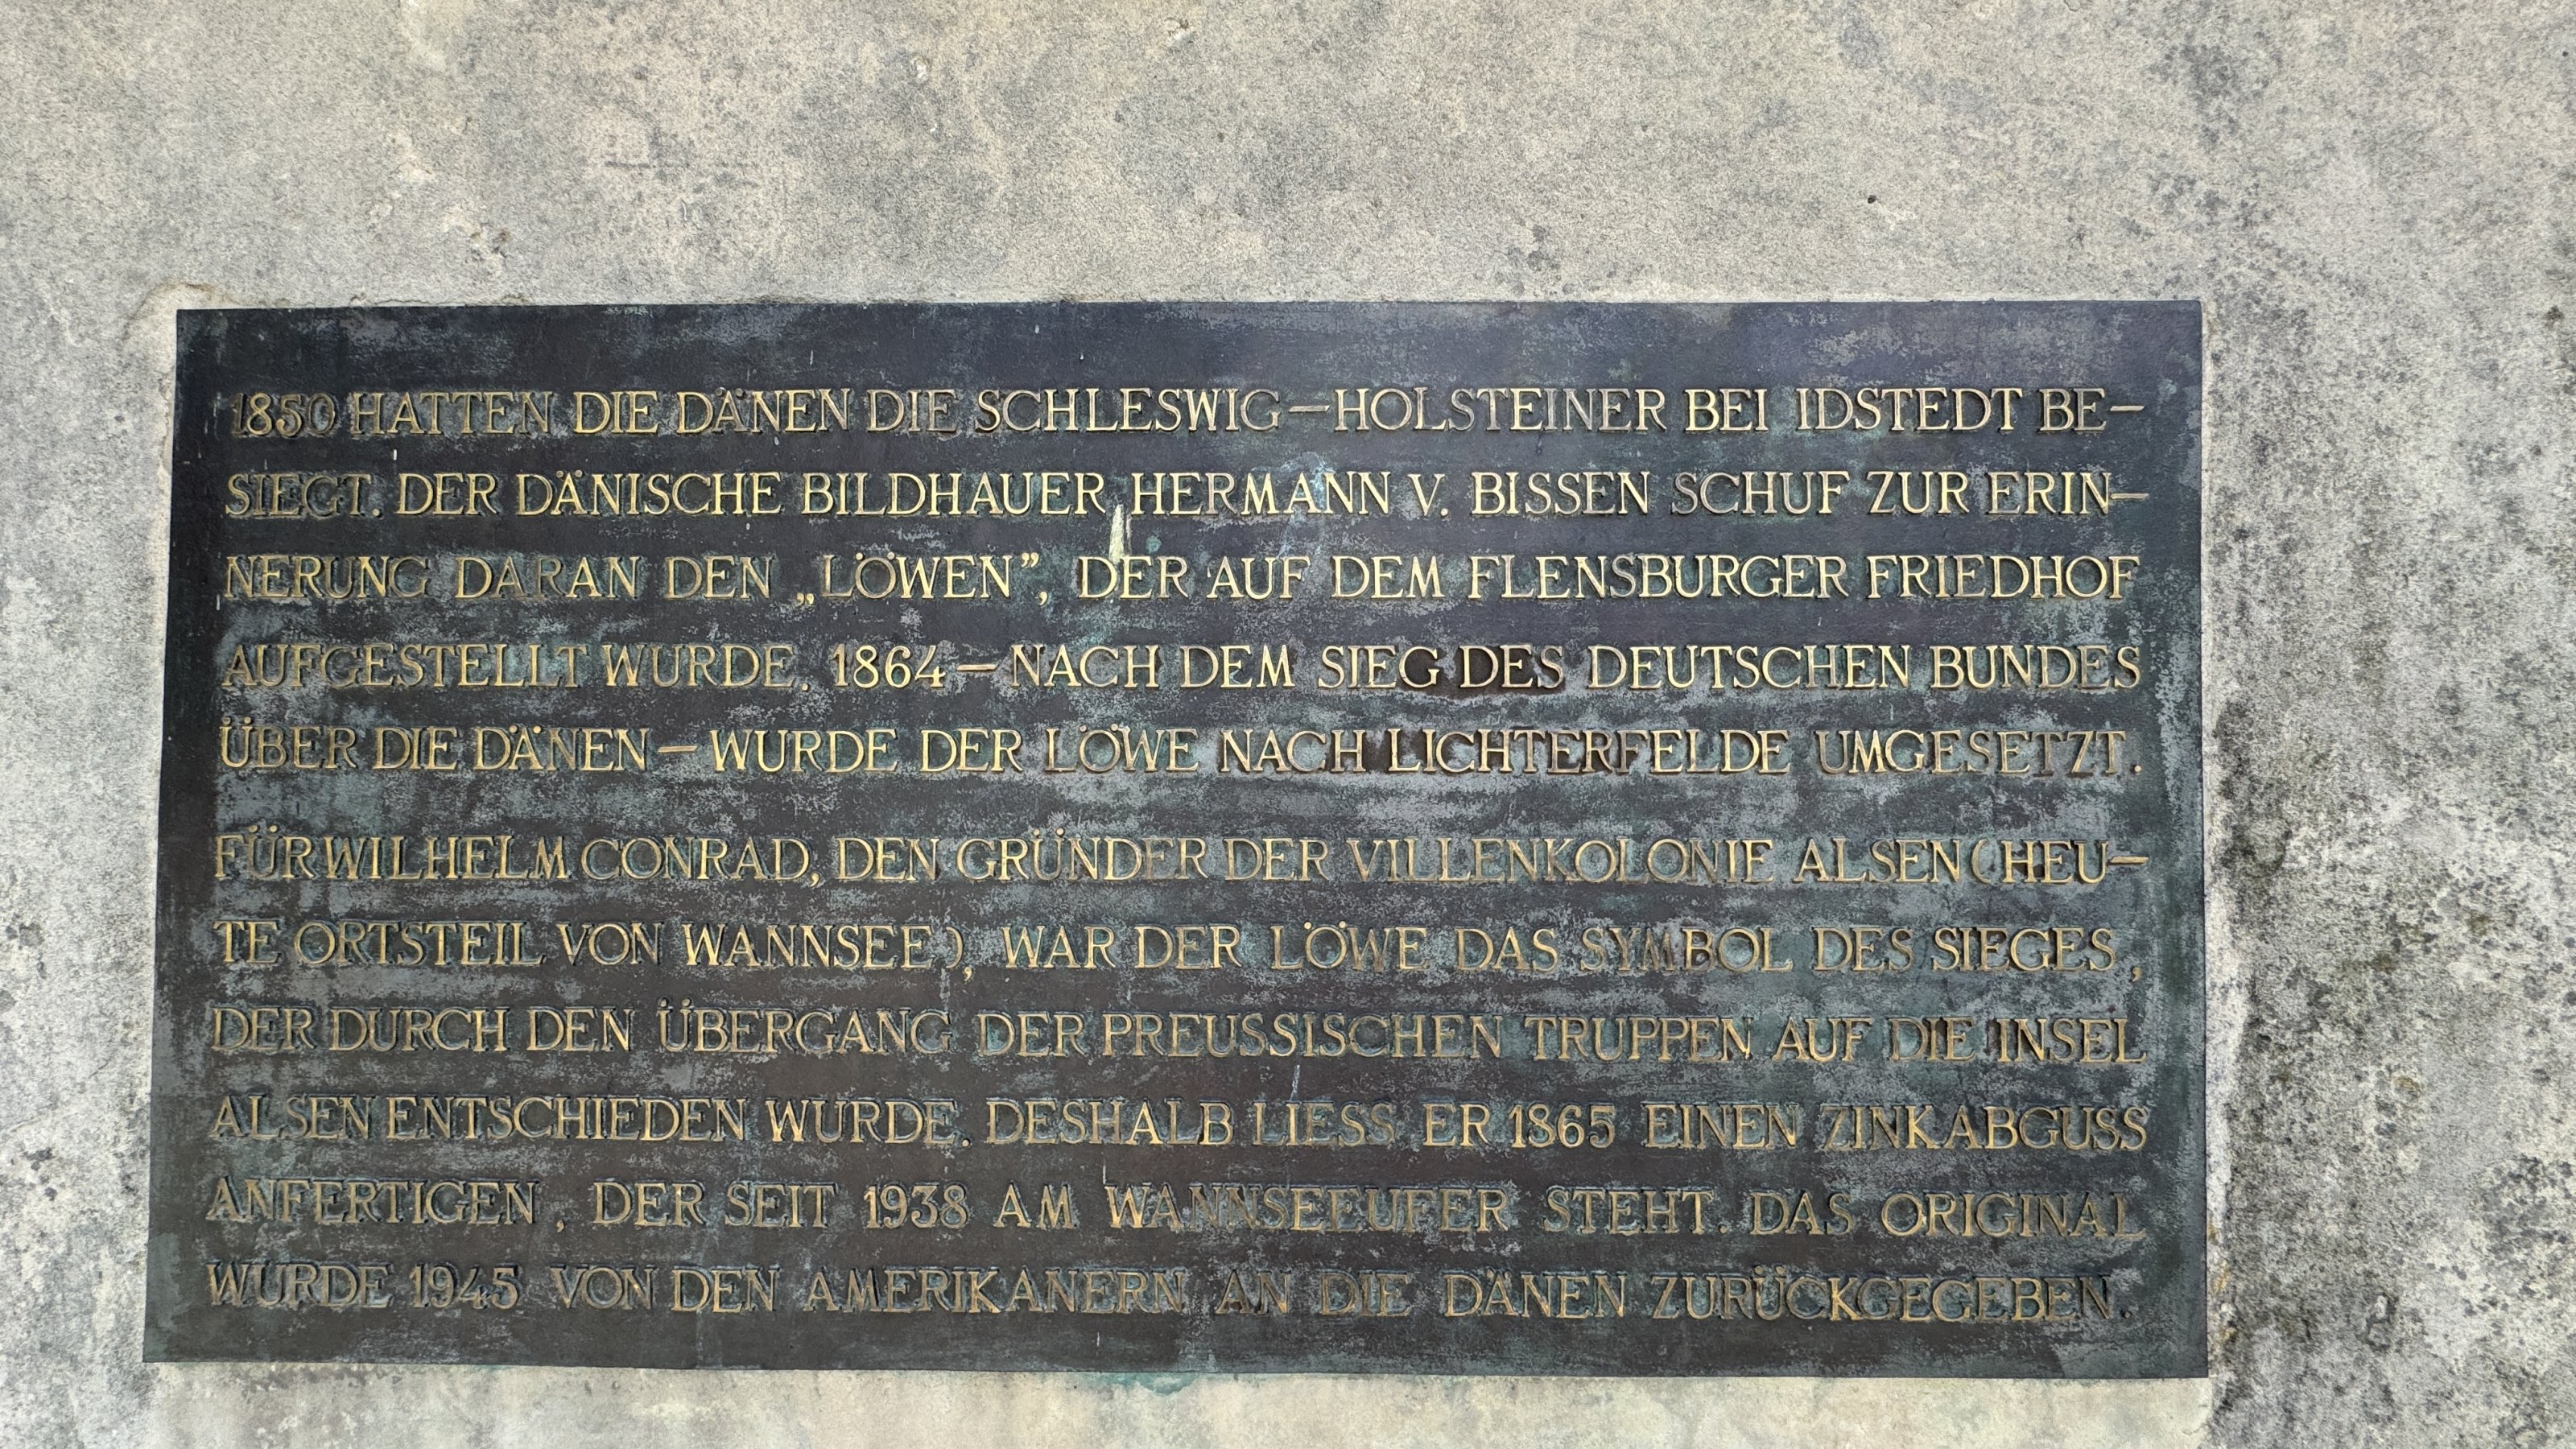 1850 HATTEN DIE DÄNEN DIE SCHLESWIG–HOLSTEINER BEI IDSTEDT BE–
SIEGT. DER DÄNISCHE BILDHAUER HERMANN V. BISSEN SCHUF ZUR ERIN–
NERUNG DARAN DEN „LÖWEN”, DER AUF DEM FLENSBURGER FRIEDHOF
AUFGESTELLT WURDE. 1864 – NACH DEM SIEG DES DEUTSCHEN BUNDES
ÜBER DIE DÄNEN – WURDE DER LÖWE NACH LICHTERFELDE UMGESETZT.
FÜR WILHELM CONRAD, DEN GRÜNDER DER VILLENKOLONIE ALSEN (HEU–
TE ORTSTEIL VON WANNSEE), WAR DER LÖWE DAS SYMBOL DES SIEGES,
DER DURCH DEN ÜBERGANG DER PREUSSISCHEN TRUPPEN AUF DIE INSEL
ALSEN ENTSCHIEDEN WURDE. DESHALB LIESS ER 1865 EINEN ZINKABGUSS
ANFERTIGEN, DER SEIT 1938 AM WANNSEEUFER STEHT. DAS ORIGINAL
WURDE 1945 VON DEN AMERIKANERN AN DIE DÄNEN ZURÜCKGEGEBEN.